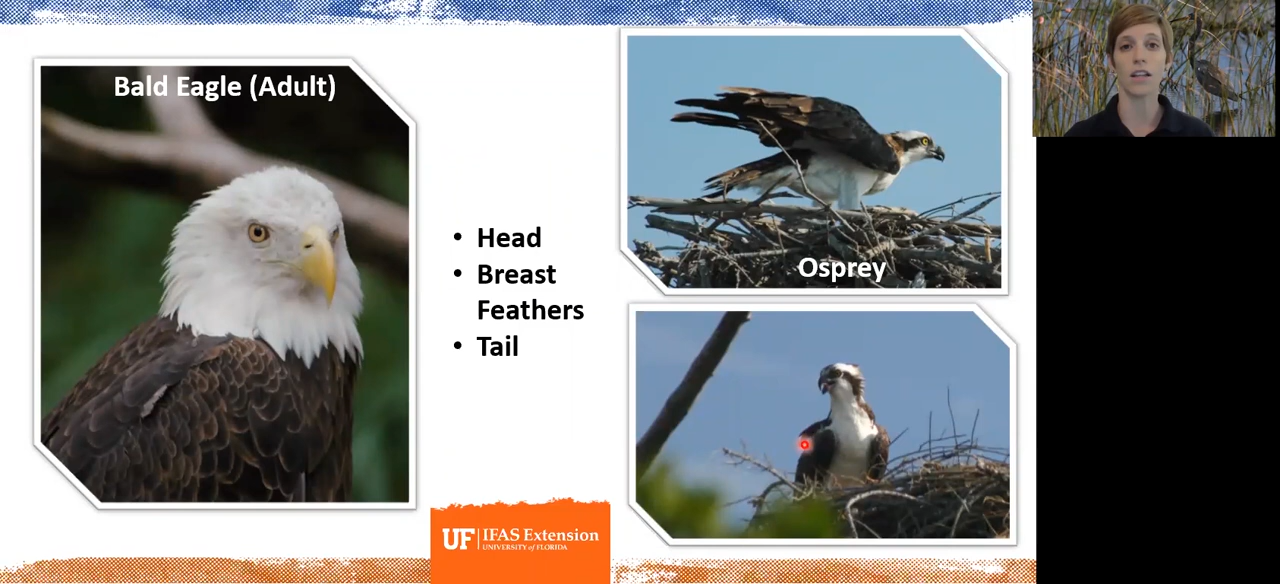 Bald Eagle (Adult)
• Head
• Breast
Feathers
• Tail
Osprey
UF | IFAS Extension
UNIVERSITY of FLORIDA